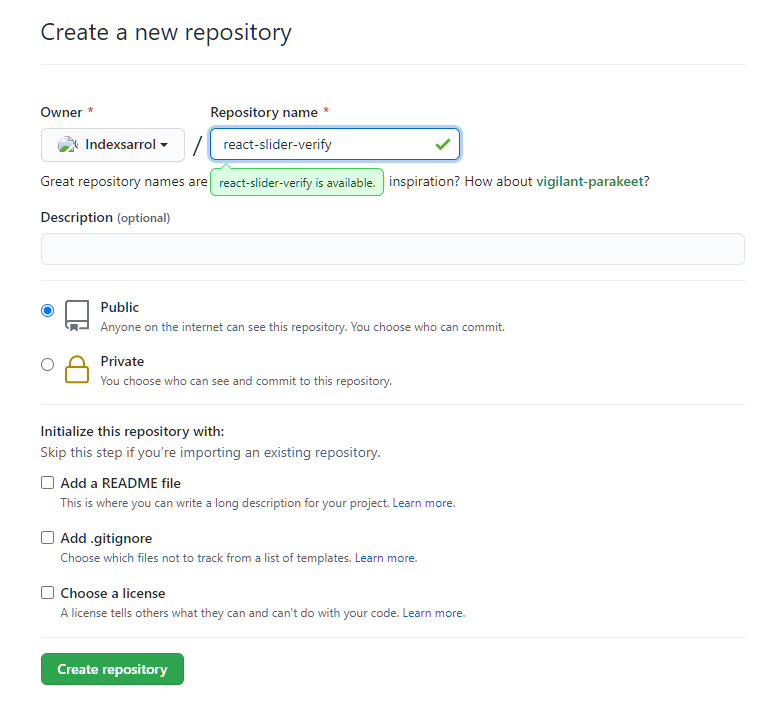 Create a new repository
Owner *
Repository name *
Indexsarrol
/
react-slider-verify
Great repository names are
react-slider-verify is available.
inspiration? How about vigilant-parakeet?
Description (optional)
Public
Anyone on the internet can see this repository. You choose who can commit.
Private
You choose who can see and commit to this repository.
Initialize this repository with:
Skip this step if you’re importing an existing repository.
Add a README file
This is where you can write a long description for your project. Learn more.
Add .gitignore
Choose which files not to track from a list of templates. Learn more.
Choose a license
A license tells others what they can and can't do with your code. Learn more.
Create repository